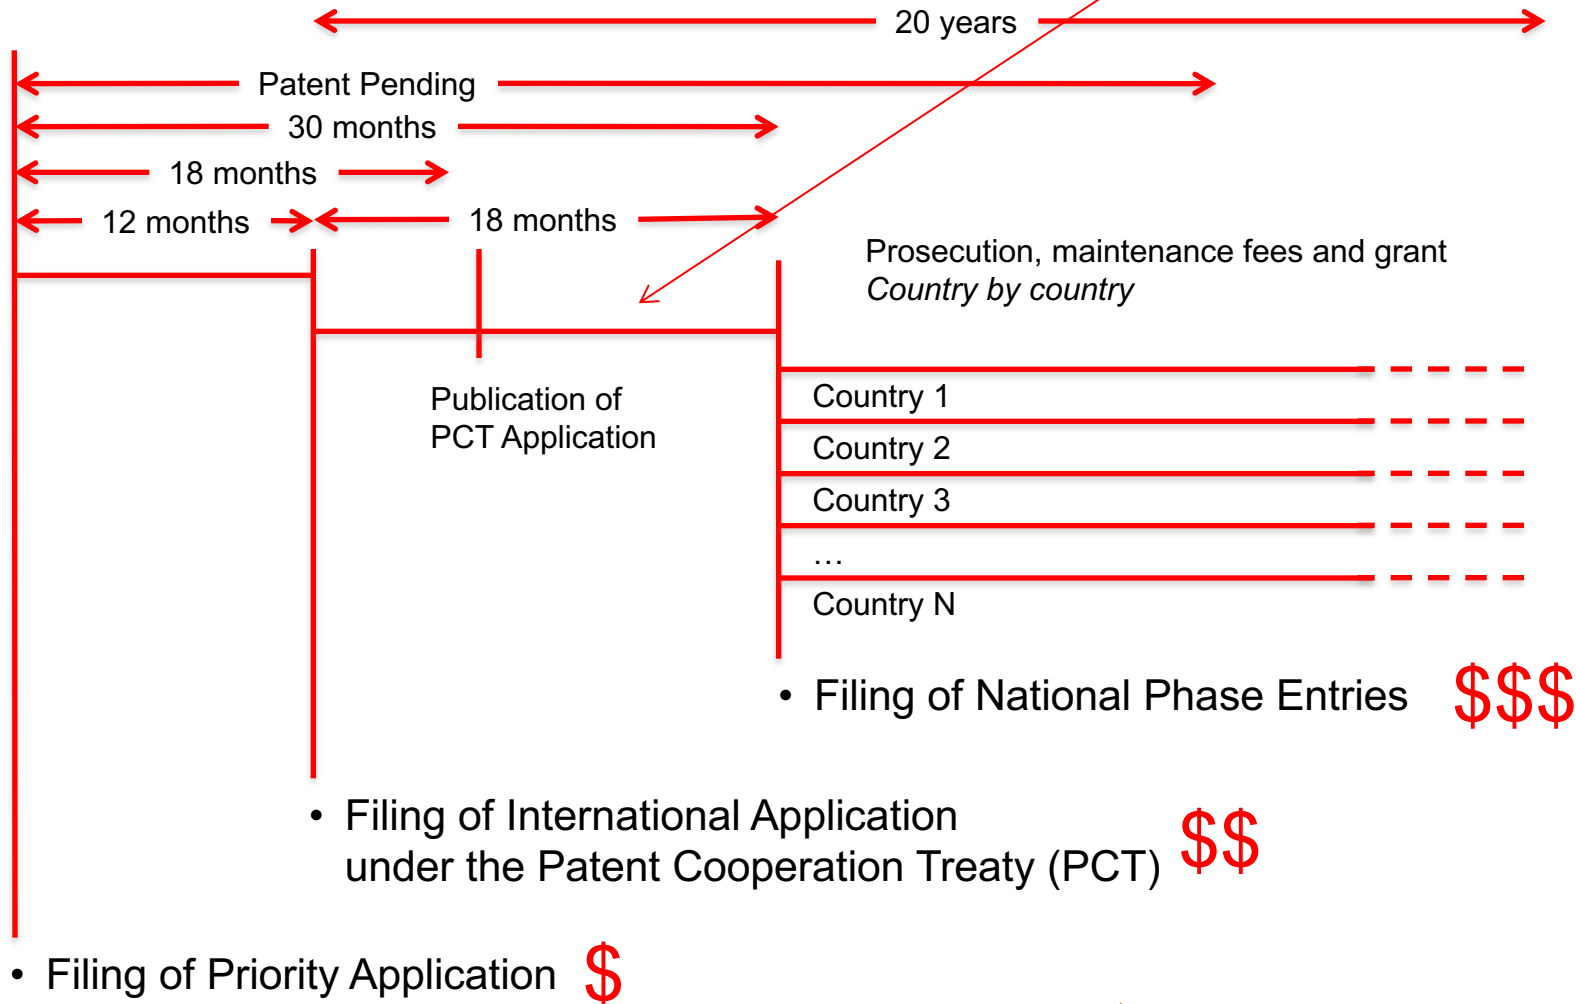 20 years
Patent Pending
30 months
18 months
12 months
18 months
Prosecution, maintenance fees and grant
Country by country
Publication of
PCT Application
Country 1
Country 2
Country 3
…
Country N
• Filing of National Phase Entries $$$
• Filing of International Application
under the Patent Cooperation Treaty (PCT) $$
• Filing of Priority Application $